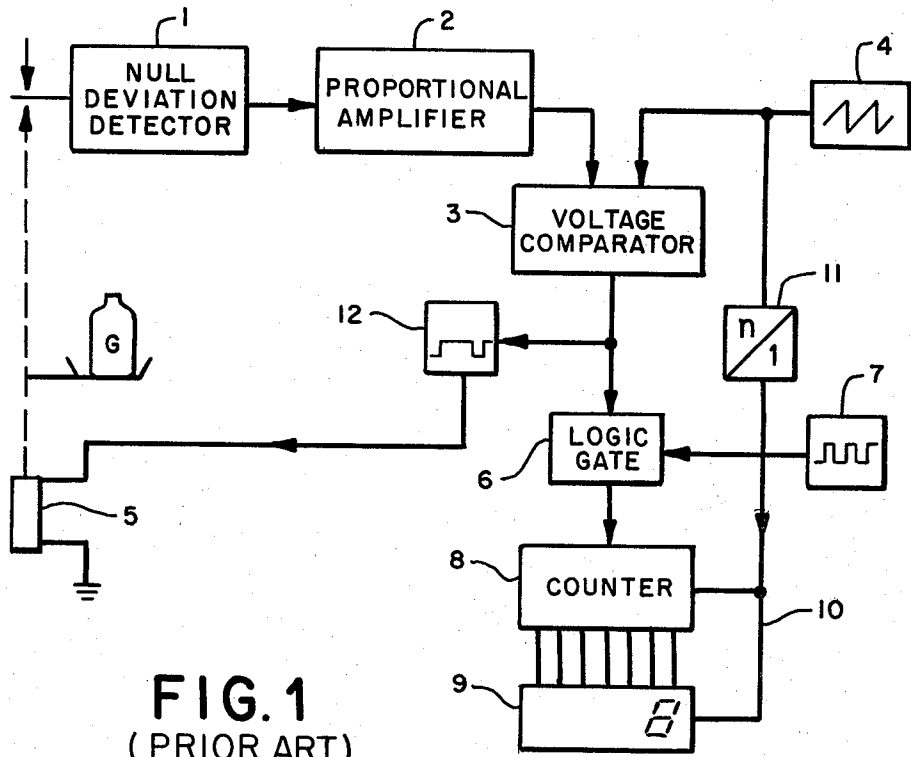 1
NULL
DEVIATION
DETECTOR
2
PROPORTIONAL
AMPLIFIER
4
3
VOLTAGE
COMPARATOR
11
n
1
12
G
7
6
LOGIC
GATE
5
8
COUNTER
10
9
8
FIG. 1
(PRIOR ART)